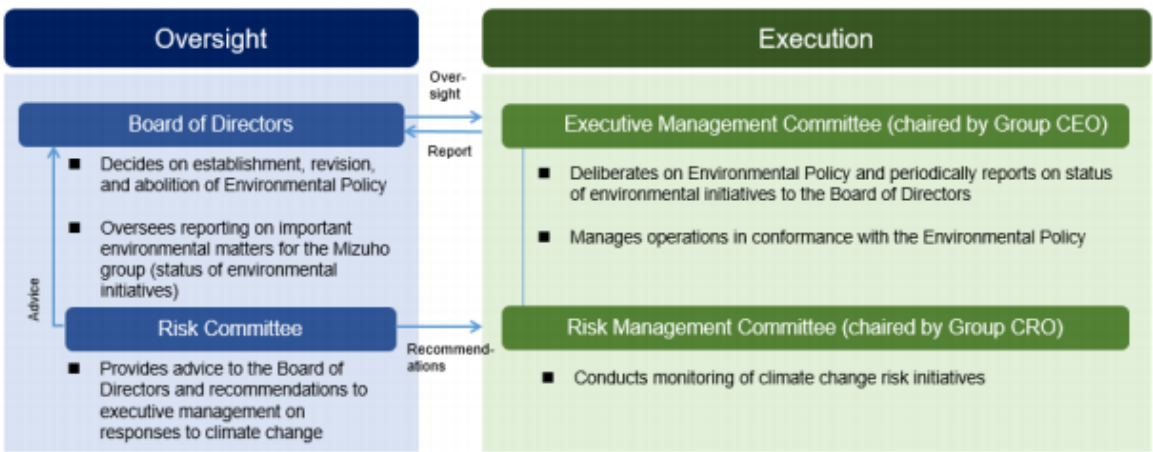 Oversight
Execution
Over-
sight
Board of Directors
Executive Management Committee (chaired by Group CEO)
Report
■ Decides on establishment, revision,
and abolition of Environmental Policy
■ Oversees reporting on important
environmental matters for the Mizuho
group (status of environmental
initiatives)
■ Deliberates on Environmental Policy and periodically reports on status
of environmental initiatives to the Board of Directors
■ Manages operations in conformance with the Environmental Policy
Advice
Risk Committee
Recommend-
ations
Risk Management Committee (chaired by Group CRO)
■ Provides advice to the Board of
Directors and recommendations to
executive management on
responses to climate change
■ Conducts monitoring of climate change risk initiatives